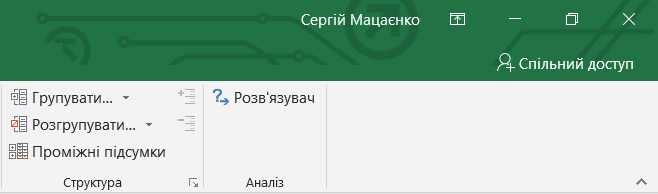 Сергій Мацаєнко
Спільний доступ
Групувати...
Розв'язувач
Розгрупувати...
Проміжні підсумки
Структура
Аналіз